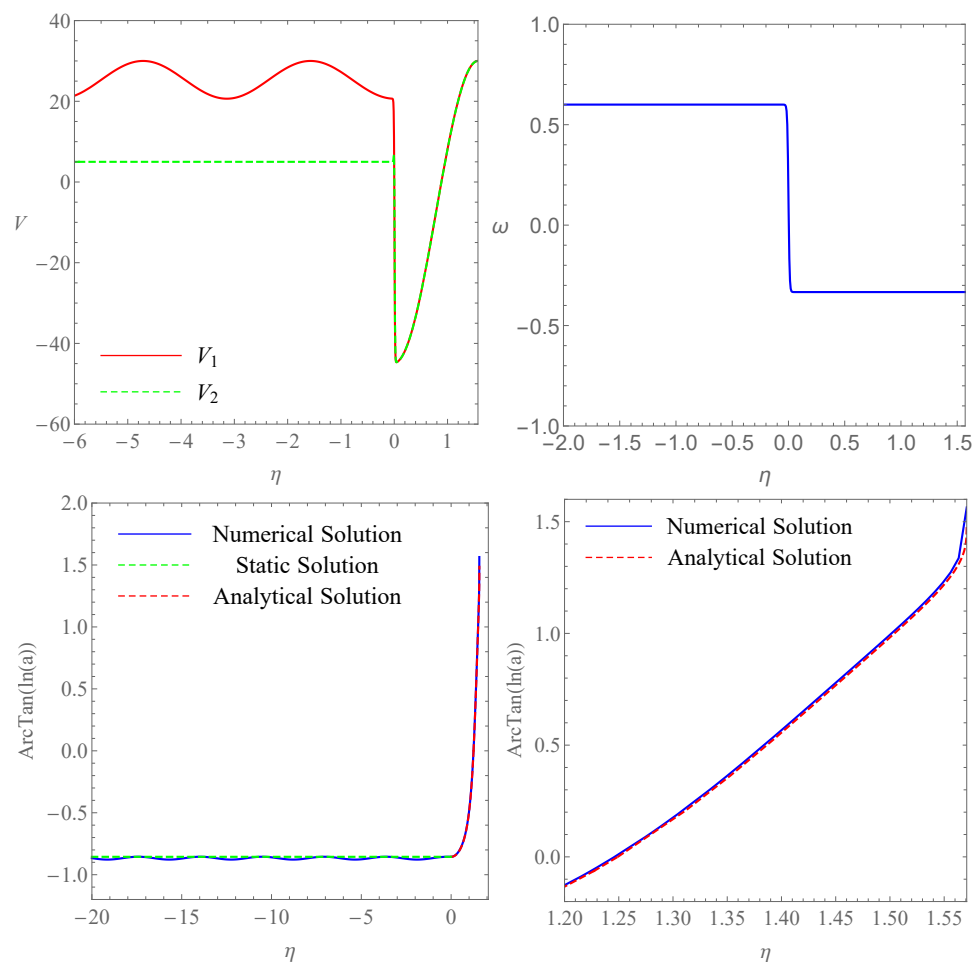 40
20
0
−20
−40
−60
V
V1
V2
−6 −5 −4 −3 −2 −1 0 1
η
1.0
0.5
0.0
-0.5
-1.0
ω
-2.0 -1.5 -1.0 -0.5 0.0 0.5 1.0 1.5
η
2.0
1.5
1.0
0.5
0.0
−0.5
−1.0
ArcTan(ln(a))
Numerical Solution
Static Solution
Analytical Solution
−20 −15 −10 −5 0
η
1.5
1.0
0.5
0.0
ArcTan(ln(a))
Numerical Solution
Analytical Solution
1.20 1.25 1.30 1.35 1.40 1.45 1.50 1.55
η